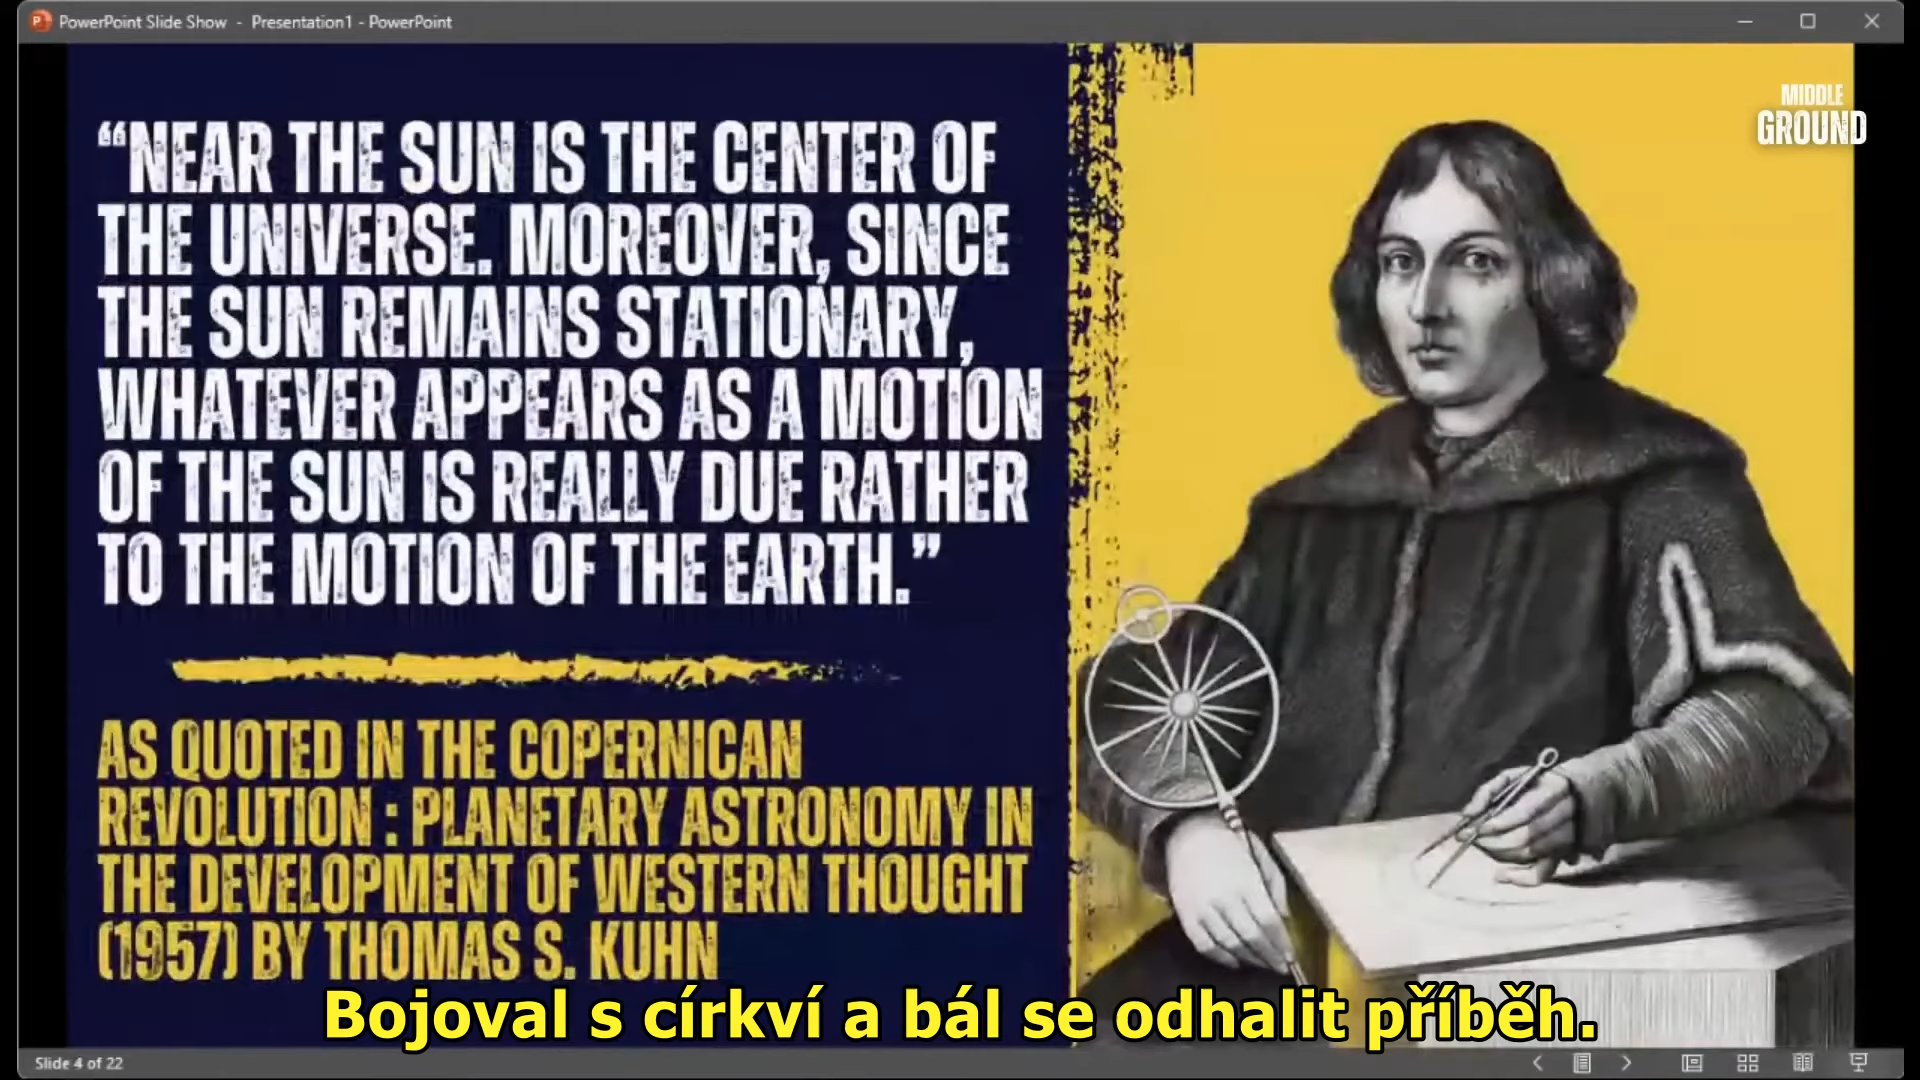 PowerPoint Slide Show - Presentation1 - PowerPoint
MIDDLE
GROUND
“NEAR THE SUN IS THE CENTER OF
THE UNIVERSE. MOREOVER, SINCE
THE SUN REMAINS STATIONARY,
WHATEVER APPEARS AS A MOTION
OF THE SUN IS REALLY DUE RATHER
TO THE MOTION OF THE EARTH.”
AS QUOTED IN THE COPERNICAN
REVOLUTION : PLANETARY ASTRONOMY IN
THE DEVELOPMENT OF WESTERN THOUGHT
(1957) BY THOMAS S. KUHN
Bojoval s církví a bál se odhalit příběh.
Slide 4 of 22